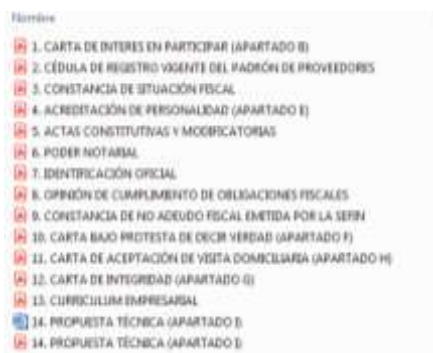 Nombre
1. CARTA DE INTERES EN PARTICIPAR (APARTADO B)
2. CÉDULA DE REGISTRO VIGENTE DEL PADRÓN DE PROVEEDORES
3. CONSTANCIA DE SITUACIÓN FISCAL
4. ACREDITACIÓN DE PERSONALIDAD (APARTADO E)
5. ACTAS CONSTITUTIVAS Y MODIFICATORIAS
6. PODER NOTARIAL
7. IDENTIFICACIÓN OFICIAL
8. OPINIÓN DE CUMPLIMIENTO DE OBLIGACIONES FISCALES
9. CONSTANCIA DE NO ADEUDO FISCAL EMITIDA POR LA SEFIN
10. CARTA BAJO PROTESTA DE DECIR VERDAD (APARTADO F)
11. CARTA DE ACEPTACIÓN DE VISITA DOMICILIARIA (APARTADO H)
12. CARTA DE INTEGRIDAD (APARTADO G)
13. CURRICULUM EMPRESARIAL
14. PROPUESTA TÉCNICA (APARTADO I)
14. PROPUESTA TÉCNICA (APARTADO I)